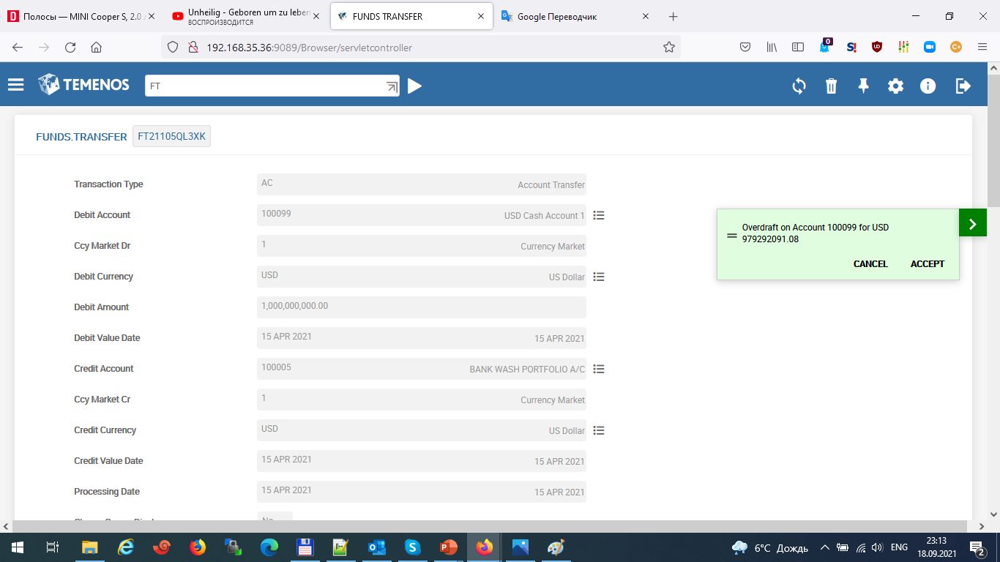 Полосы — MINI Cooper S, 2.0
Unheilig - Geboren um zu leben
ВОСПРОИЗВОДИТСЯ
FUNDS TRANSFER
Google Переводчик
192.168.35.36:9089/Browser/servletcontroller
0
TEMENOS
FT
FUNDS.TRANSFER FT21105QL3XK
Transaction Type AC Account Transfer
Debit Account 100099 USD Cash Account 1
Ccy Market Dr 1 Currency Market
Debit Currency USD US Dollar
Debit Amount 1,000,000,000.00
Debit Value Date 15 APR 2021 15 APR 2021
Credit Account 100005 BANK WASH PORTFOLIO A/C
Ccy Market Cr 1 Currency Market
Credit Currency USD US Dollar
Credit Value Date 15 APR 2021 15 APR 2021
Processing Date 15 APR 2021 15 APR 2021
Overdraft on Account 100099 for USD
979292091.08
CANCEL ACCEPT
6°C Дождь
ENG
23:13
18.09.2021
2